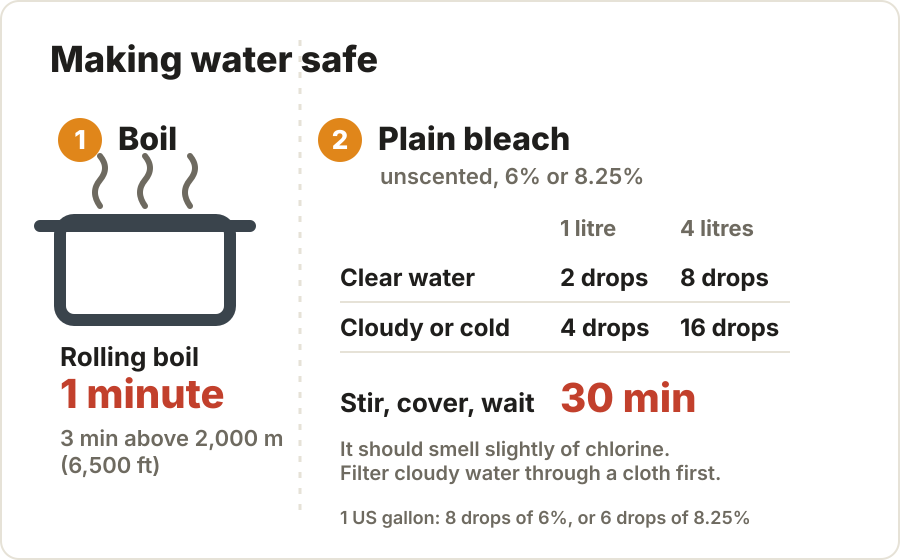 Making water safe
1 Boil
Rolling boil
1 minute
3 min above 2,000 m
(6,500 ft)
2 Plain bleach
unscented, 6% or 8.25%
1 litre 4 litres
Clear water 2 drops 8 drops
Cloudy or cold 4 drops 16 drops
Stir, cover, wait 30 min
It should smell slightly of chlorine.
Filter cloudy water through a cloth first.
1 US gallon: 8 drops of 6%, or 6 drops of 8.25%